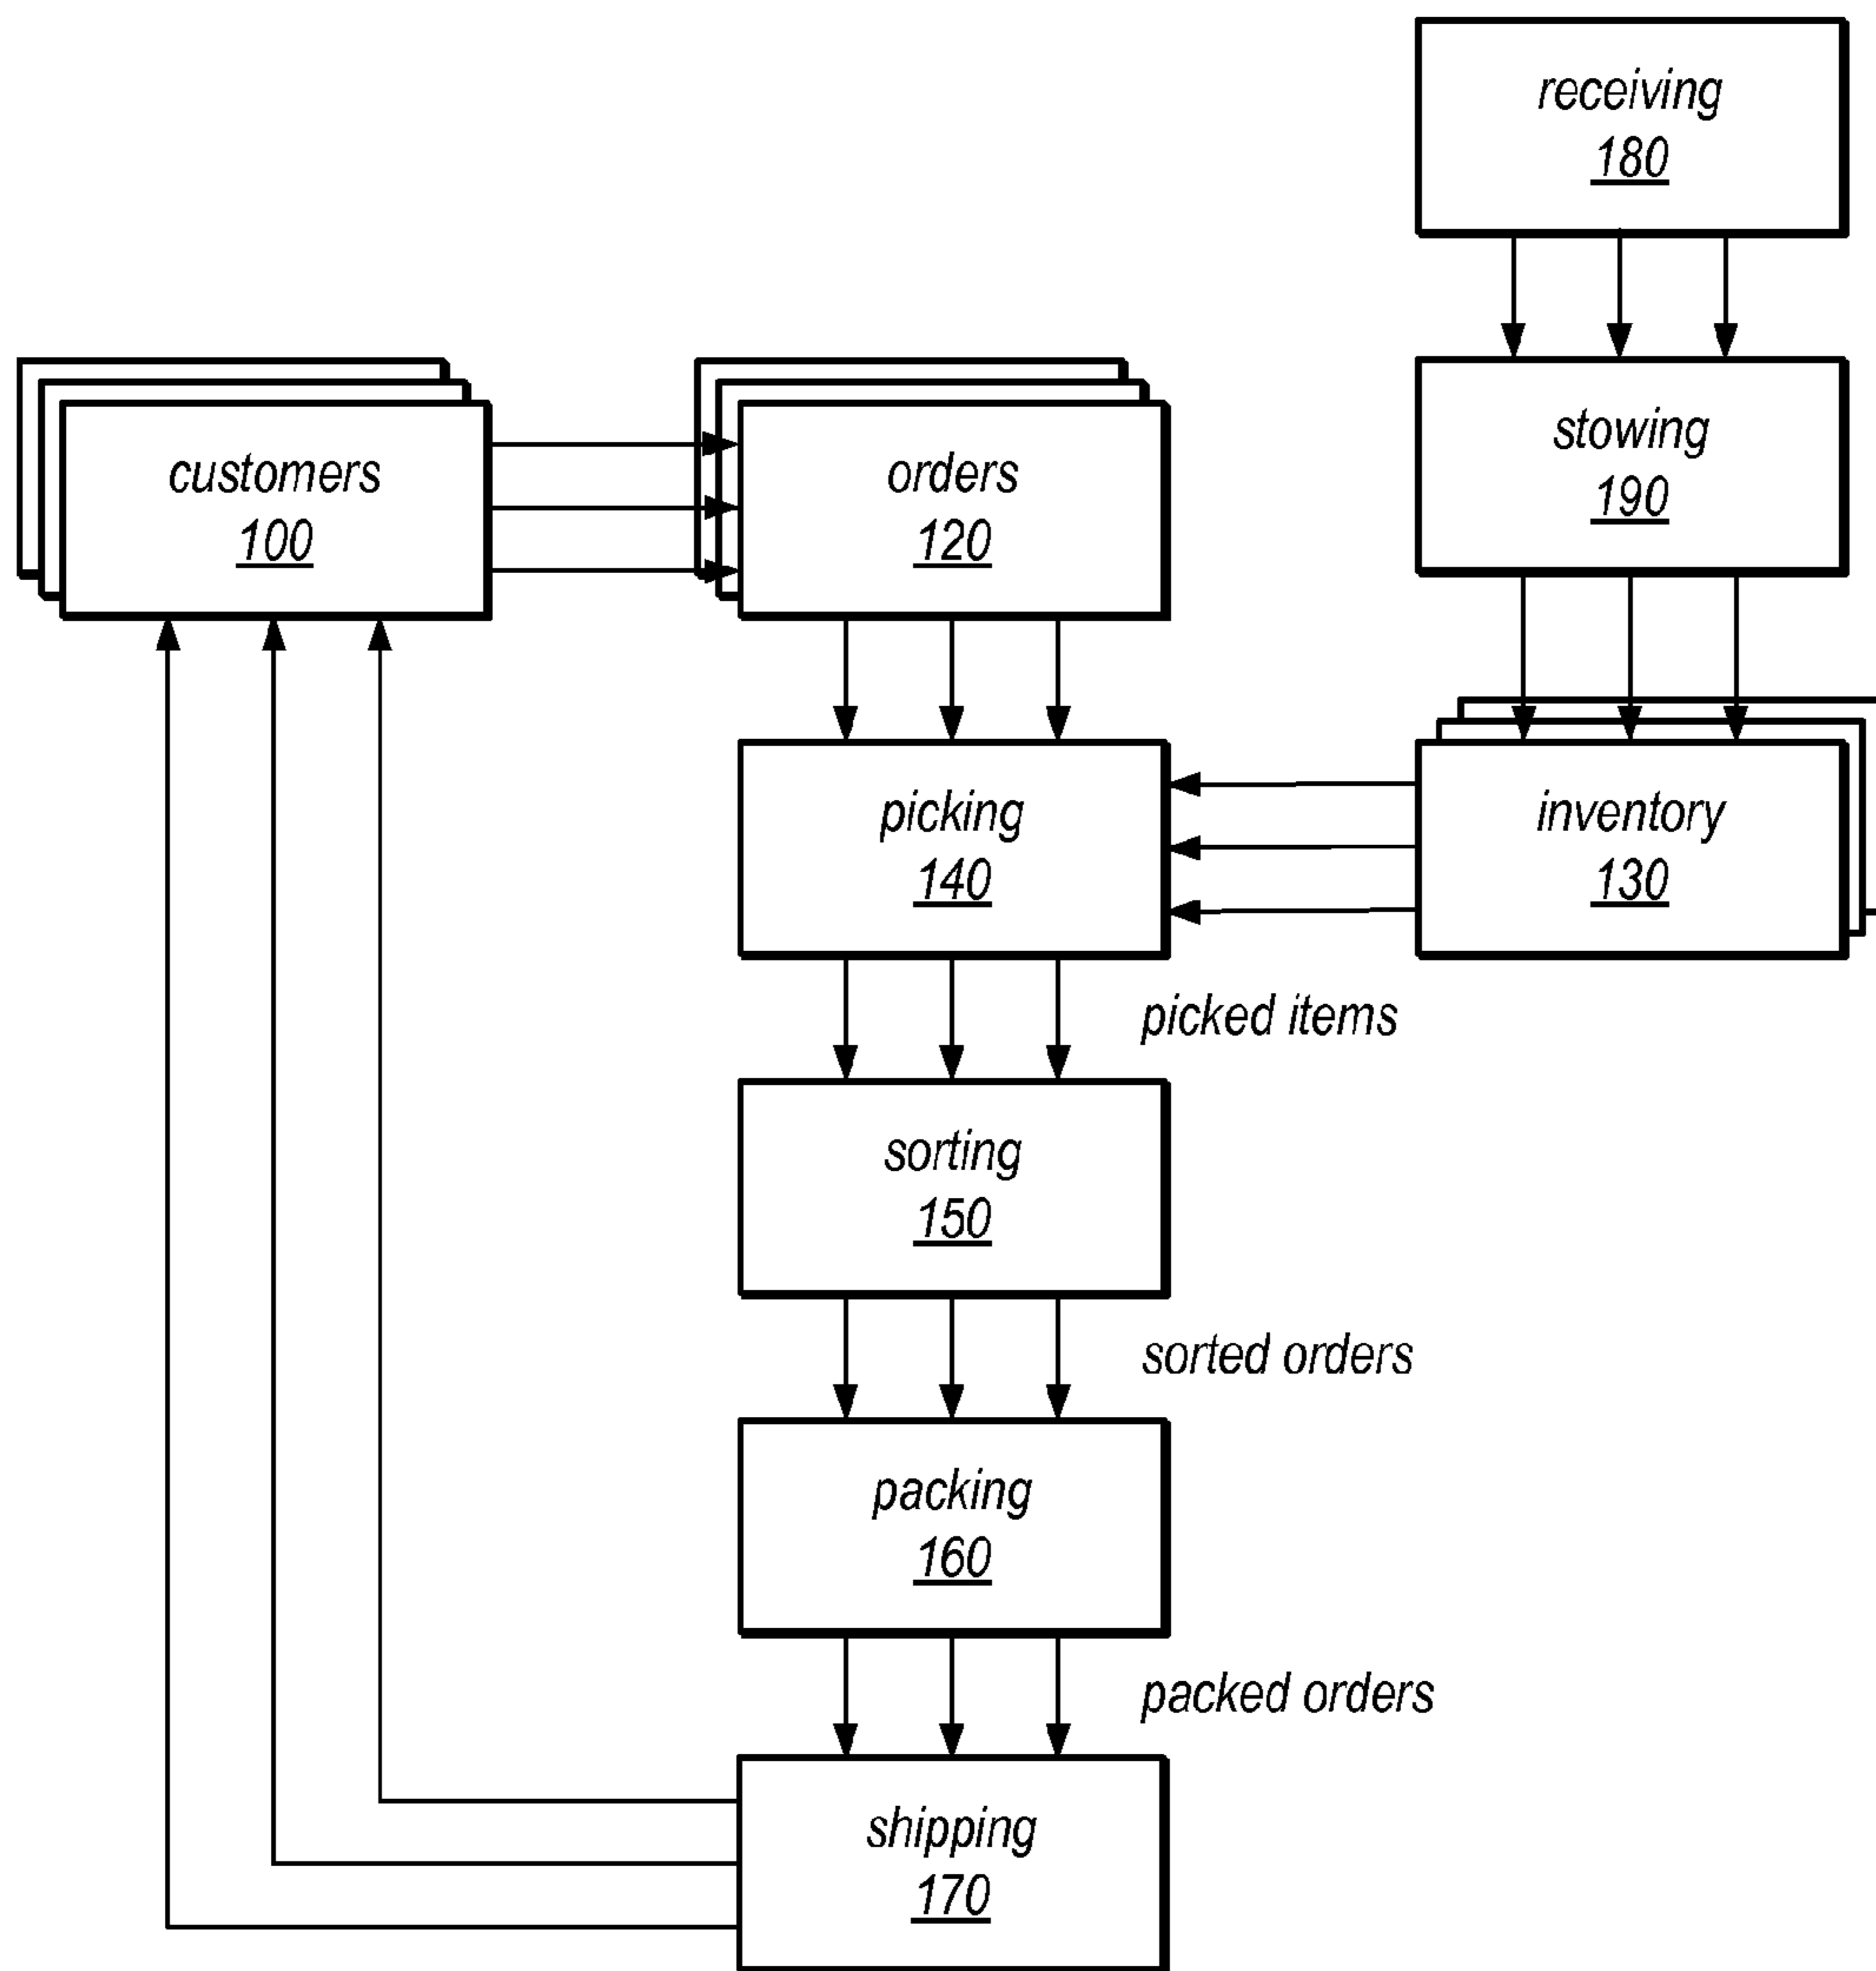 receiving
180
customers
100
orders
120
stowing
190
picking
140
inventory
130
picked items
sorting
150
sorted orders
packing
160
packed orders
shipping
170